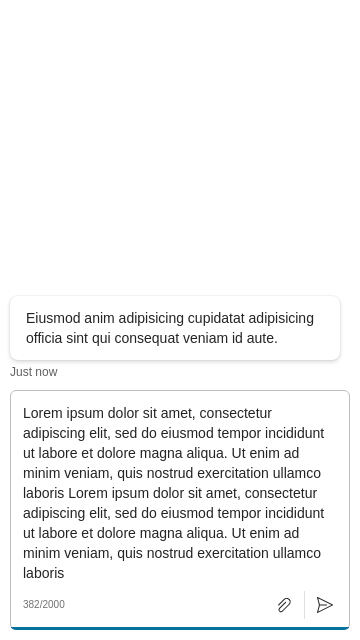 Eiusmod anim adipisicing cupidatat adipisicing
officia sint qui consequat veniam id aute.
Just now
Lorem ipsum dolor sit amet, consectetur
adipiscing elit, sed do eiusmod tempor incididunt
ut labore et dolore magna aliqua. Ut enim ad
minim veniam, quis nostrud exercitation ullamco
laboris Lorem ipsum dolor sit amet, consectetur
adipiscing elit, sed do eiusmod tempor incididunt
ut labore et dolore magna aliqua. Ut enim ad
minim veniam, quis nostrud exercitation ullamco
laboris
382/2000